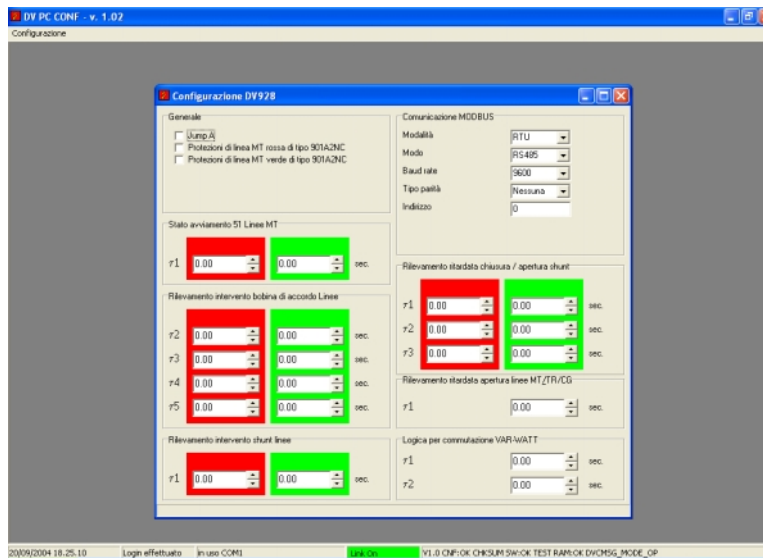 DV PC CONF - v. 1.02
Configurazione
Configurazione DV928
Generale
Jump A
Protezioni di linea MT rossa di tipo 901A2NC
Protezioni di linea MT verde di tipo 901A2NC
Stato avviamento 51 Linee MT
τ1 0.00 0.00 sec.
Rilevamento intervento bobina di accordo Linee
τ2 0.00 0.00 sec.
τ3 0.00 0.00 sec.
τ4 0.00 0.00 sec.
τ5 0.00 0.00 sec.
Rilevamento intervento shunt linee
τ1 0.00 0.00 sec.
Comunicazione MODBUS
Modalità RTU
Modo RS485
Baud rate 9600
Tipo parità Nessuna
Indirizzo 0
Rilevamento ritardata chiusura / apertura shunt
τ1 0.00 0.00 sec.
τ2 0.00 0.00 sec.
τ3 0.00 0.00 sec.
Rilevamento ritardata apertura linee MT/TR/CG
τ1 0.00 sec.
Logica per commutazione VAR-WATT
τ1 0.00 sec.
τ2 0.00 sec.
20/09/2004 18.25.10 Login effettuato in uso COM1 Link On V1.0 CNF:OK CHKSUM SW:OK TEST RAM:OK DVCMSG_MODE_OP